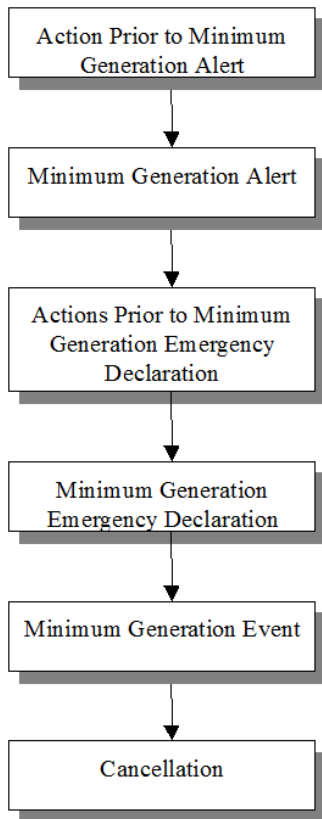 Action Prior to Minimum
Generation Alert
Minimum Generation Alert
Actions Prior to Minimum
Generation Emergency
Declaration
Minimum Generation
Emergency Declaration
Minimum Generation Event
Cancellation